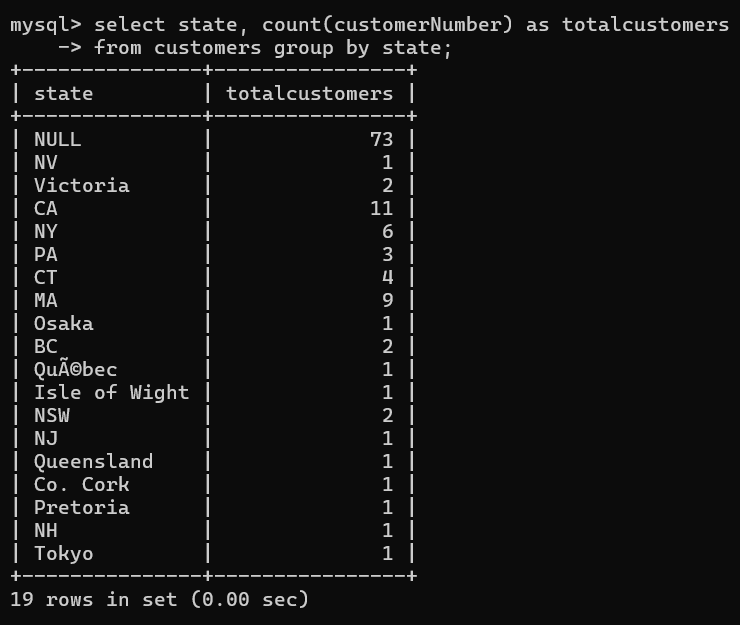 mysql> select state, count(customerNumber) as totalcustomers
    -> from customers group by state;
+---------------+----------------+
| state         | totalcustomers |
+---------------+----------------+
| NULL          |             73 |
| NV            |              1 |
| Victoria      |              2 |
| CA            |             11 |
| NY            |              6 |
| PA            |              3 |
| CT            |              4 |
| MA            |              9 |
| Osaka         |              1 |
| BC            |              2 |
| QuÃ©bec       |              1 |
| Isle of Wight |              1 |
| NSW           |              2 |
| NJ            |              1 |
| Queensland    |              1 |
| Co. Cork      |              1 |
| Pretoria      |              1 |
| NH            |              1 |
| Tokyo         |              1 |
+---------------+----------------+
19 rows in set (0.00 sec)